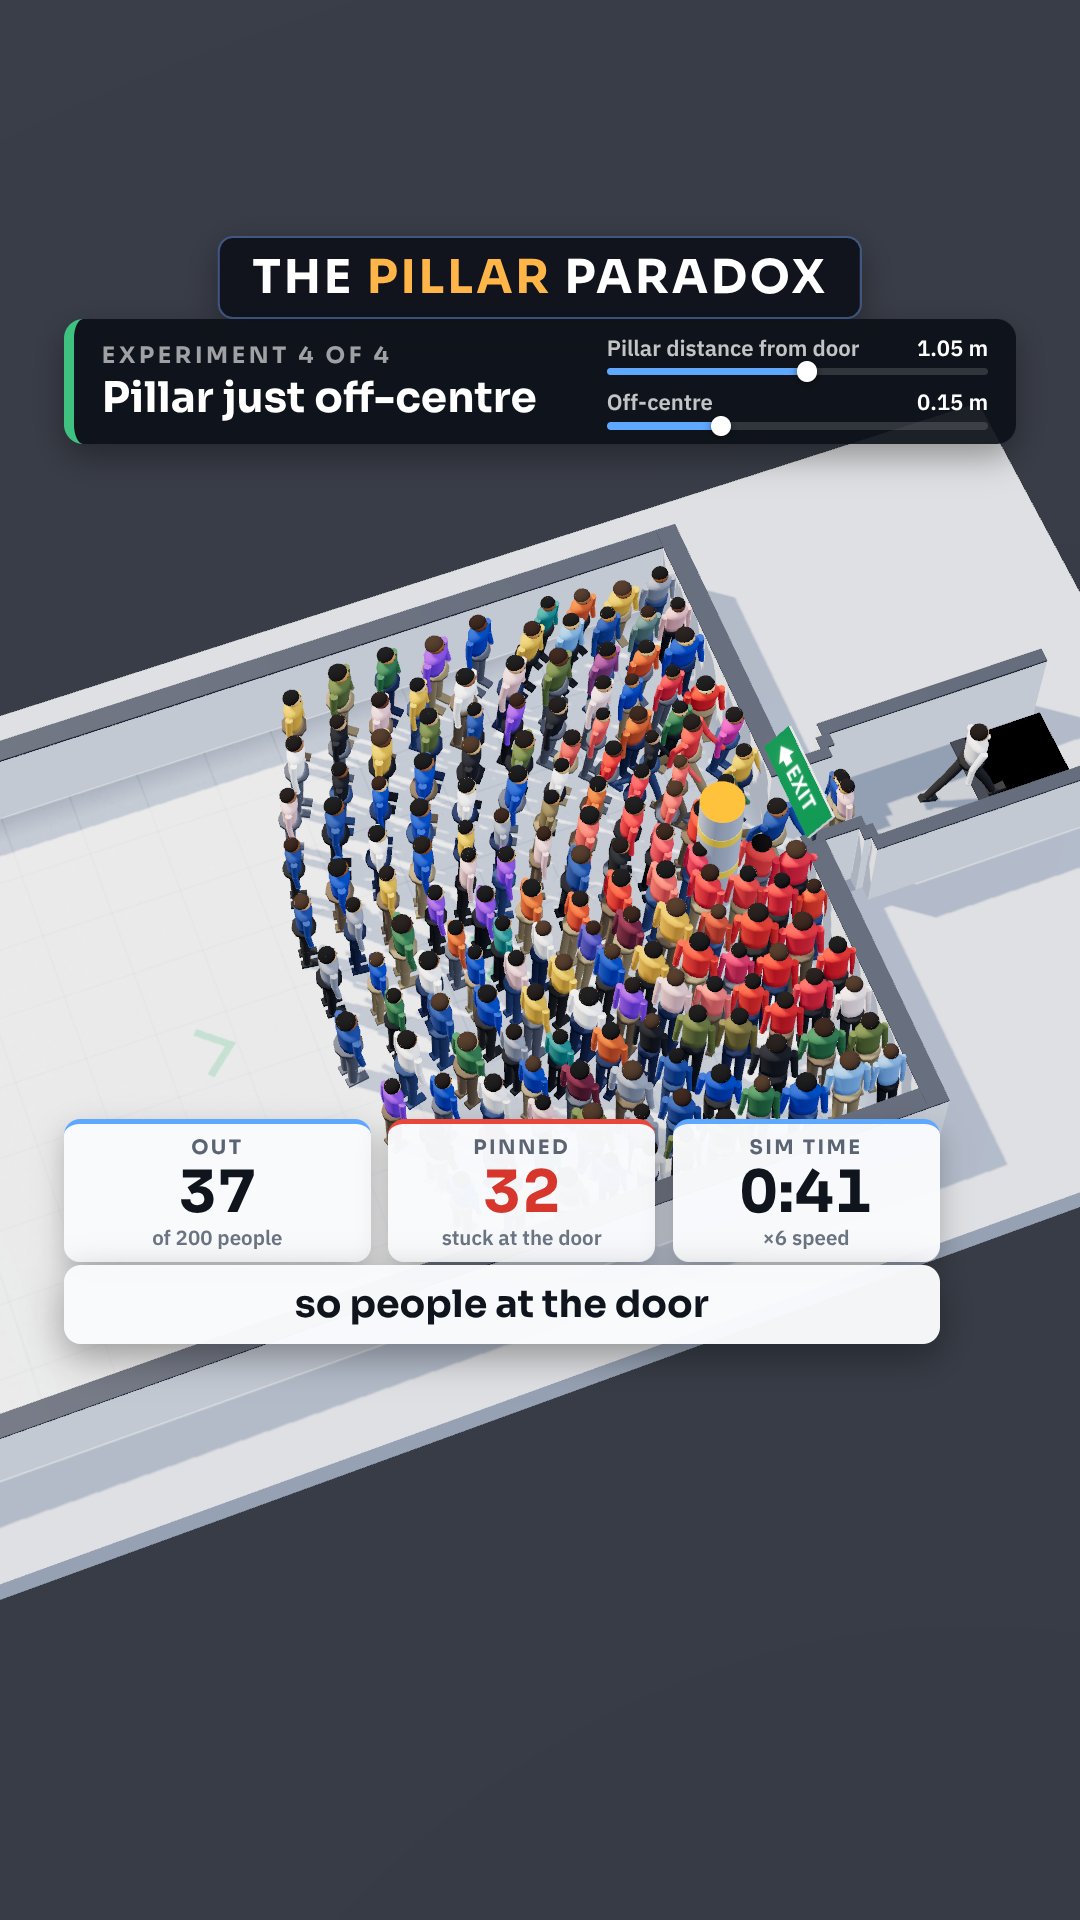 THE PILLAR PARADOX
EXPERIMENT 4 OF 4
Pillar just off-centre
Pillar distance from door 1.05 m
Off-centre 0.15 m
EXIT
OUT
37
of 200 people
PINNED
32
stuck at the door
SIM TIME
0:41
×6 speed
so people at the door